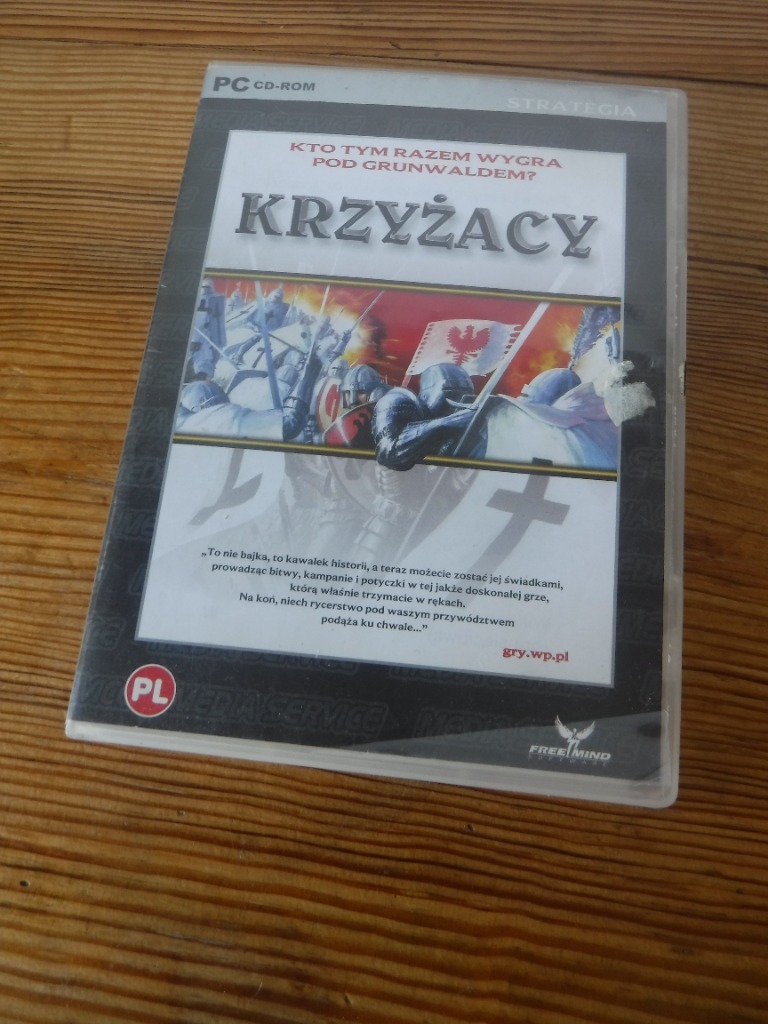 PC CD-ROM
STRATEGIA
KTO TYM RAZEM WYGRA
POD GRUNWALDEM?
KRZYŻACY
„To nie bajka, to kawałek historii, a teraz możecie zostać jej świadkami,
prowadząc bitwy, kampanie i potyczki w tej jakże doskonałej grze,
którą właśnie trzymacie w rękach.
Na koń, niech rycerstwo pod waszym przywództwem
podąża ku chwale..."
gry.wp.pl
PL
MEDIA SERVICE
FREE MIND